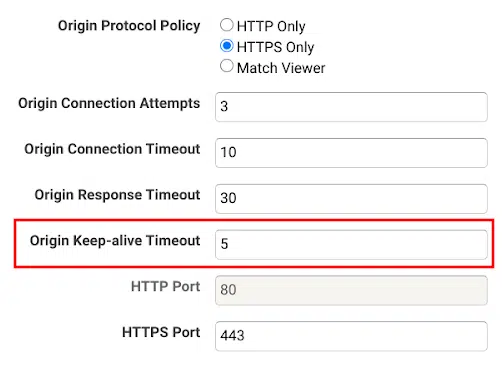 Origin Protocol Policy HTTP Only
HTTPS Only
Match Viewer
Origin Connection Attempts 3
Origin Connection Timeout 10
Origin Response Timeout 30
Origin Keep-alive Timeout 5
HTTP Port 80
HTTPS Port 443